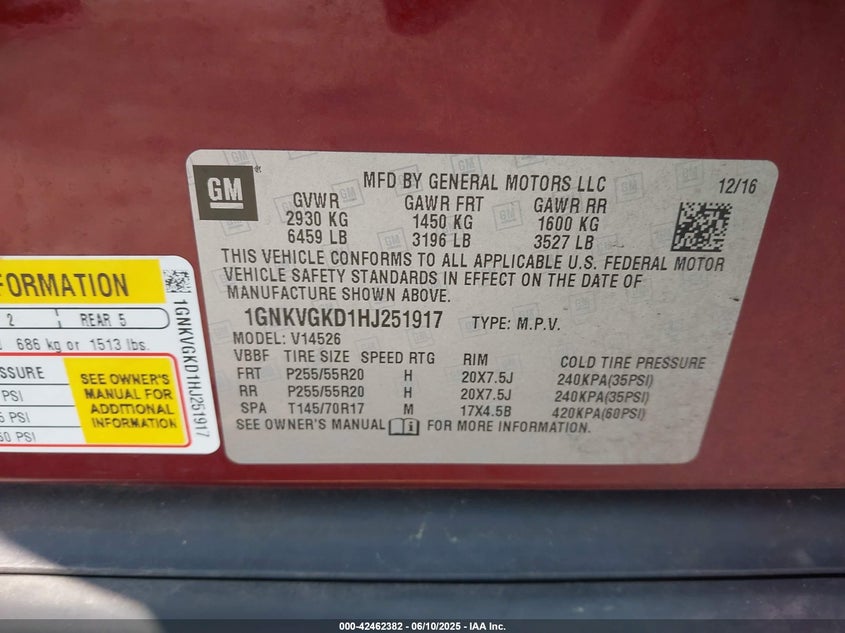 GM
MFD BY GENERAL MOTORS LLC 12/16
GVWR GAWR FRT GAWR RR
2930 KG 1450 KG 1600 KG
6459 LB 3196 LB 3527 LB
THIS VEHICLE CONFORMS TO ALL APPLICABLE U.S. FEDERAL MOTOR
VEHICLE SAFETY STANDARDS IN EFFECT ON THE DATE OF
MANUFACTURE SHOWN ABOVE.
1GNKVGKD1HJ251917 TYPE: M.P.V.
MODEL: V14526
VBBF TIRE SIZE SPEED RTG RIM COLD TIRE PRESSURE
FRT P255/55R20 H 20X7.5J 240KPA(35PSI)
RR P255/55R20 H 20X7.5J 240KPA(35PSI)
SPA T145/70R17 M 17X4.5B 420KPA(60PSI)
SEE OWNER'S MANUAL FOR MORE INFORMATION.
FORMATION
2 REAR 5
686 kg or 1513 lbs.
SEE OWNER'S
MANUAL FOR
ADDITIONAL
INFORMATION
PSI
PSI
PSI
1GNKVGKD1HJ251917
000-42462382 - 06/10/2025 - IAA Inc.